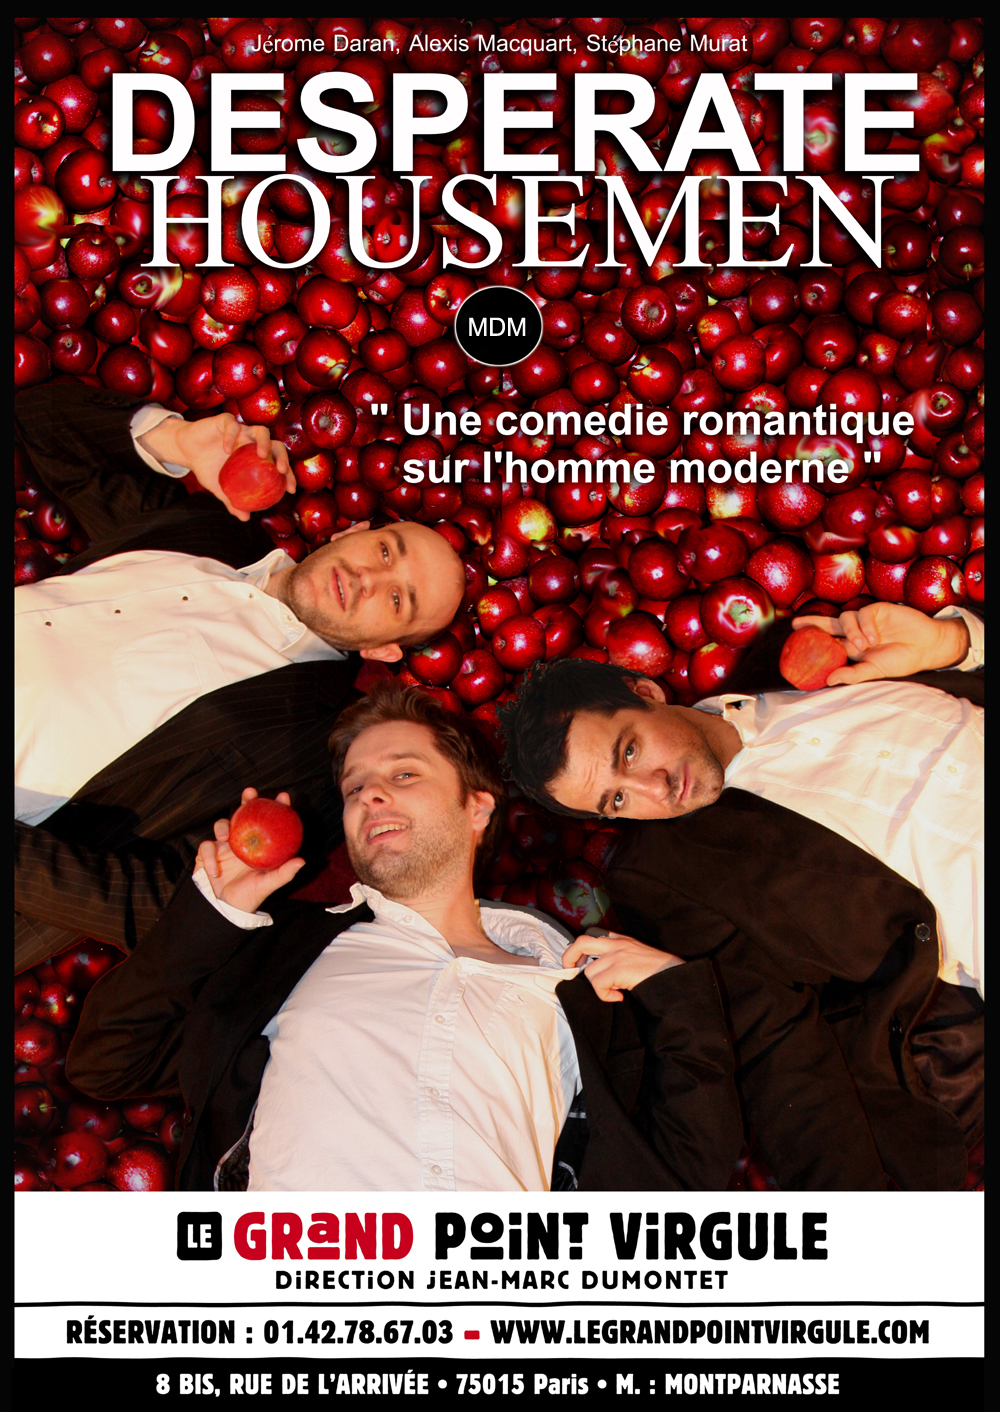 Jérome Daran, Alexis Macquart, Stéphane Murat
DESPERATE
HOUSEMEN
MDM
" Une comedie romantique
sur l'homme moderne "
LE GRaND POiNT ViRGULE
DiRECTiON jEAN-MARC DUMONTET
RÉSERVATION : 01.42.78.67.03 - WWW.LEGRANDPOINTVIRGULE.COM
8 BIS, RUE DE L'ARRIVÉE • 75015 Paris • M. : MONTPARNASSE